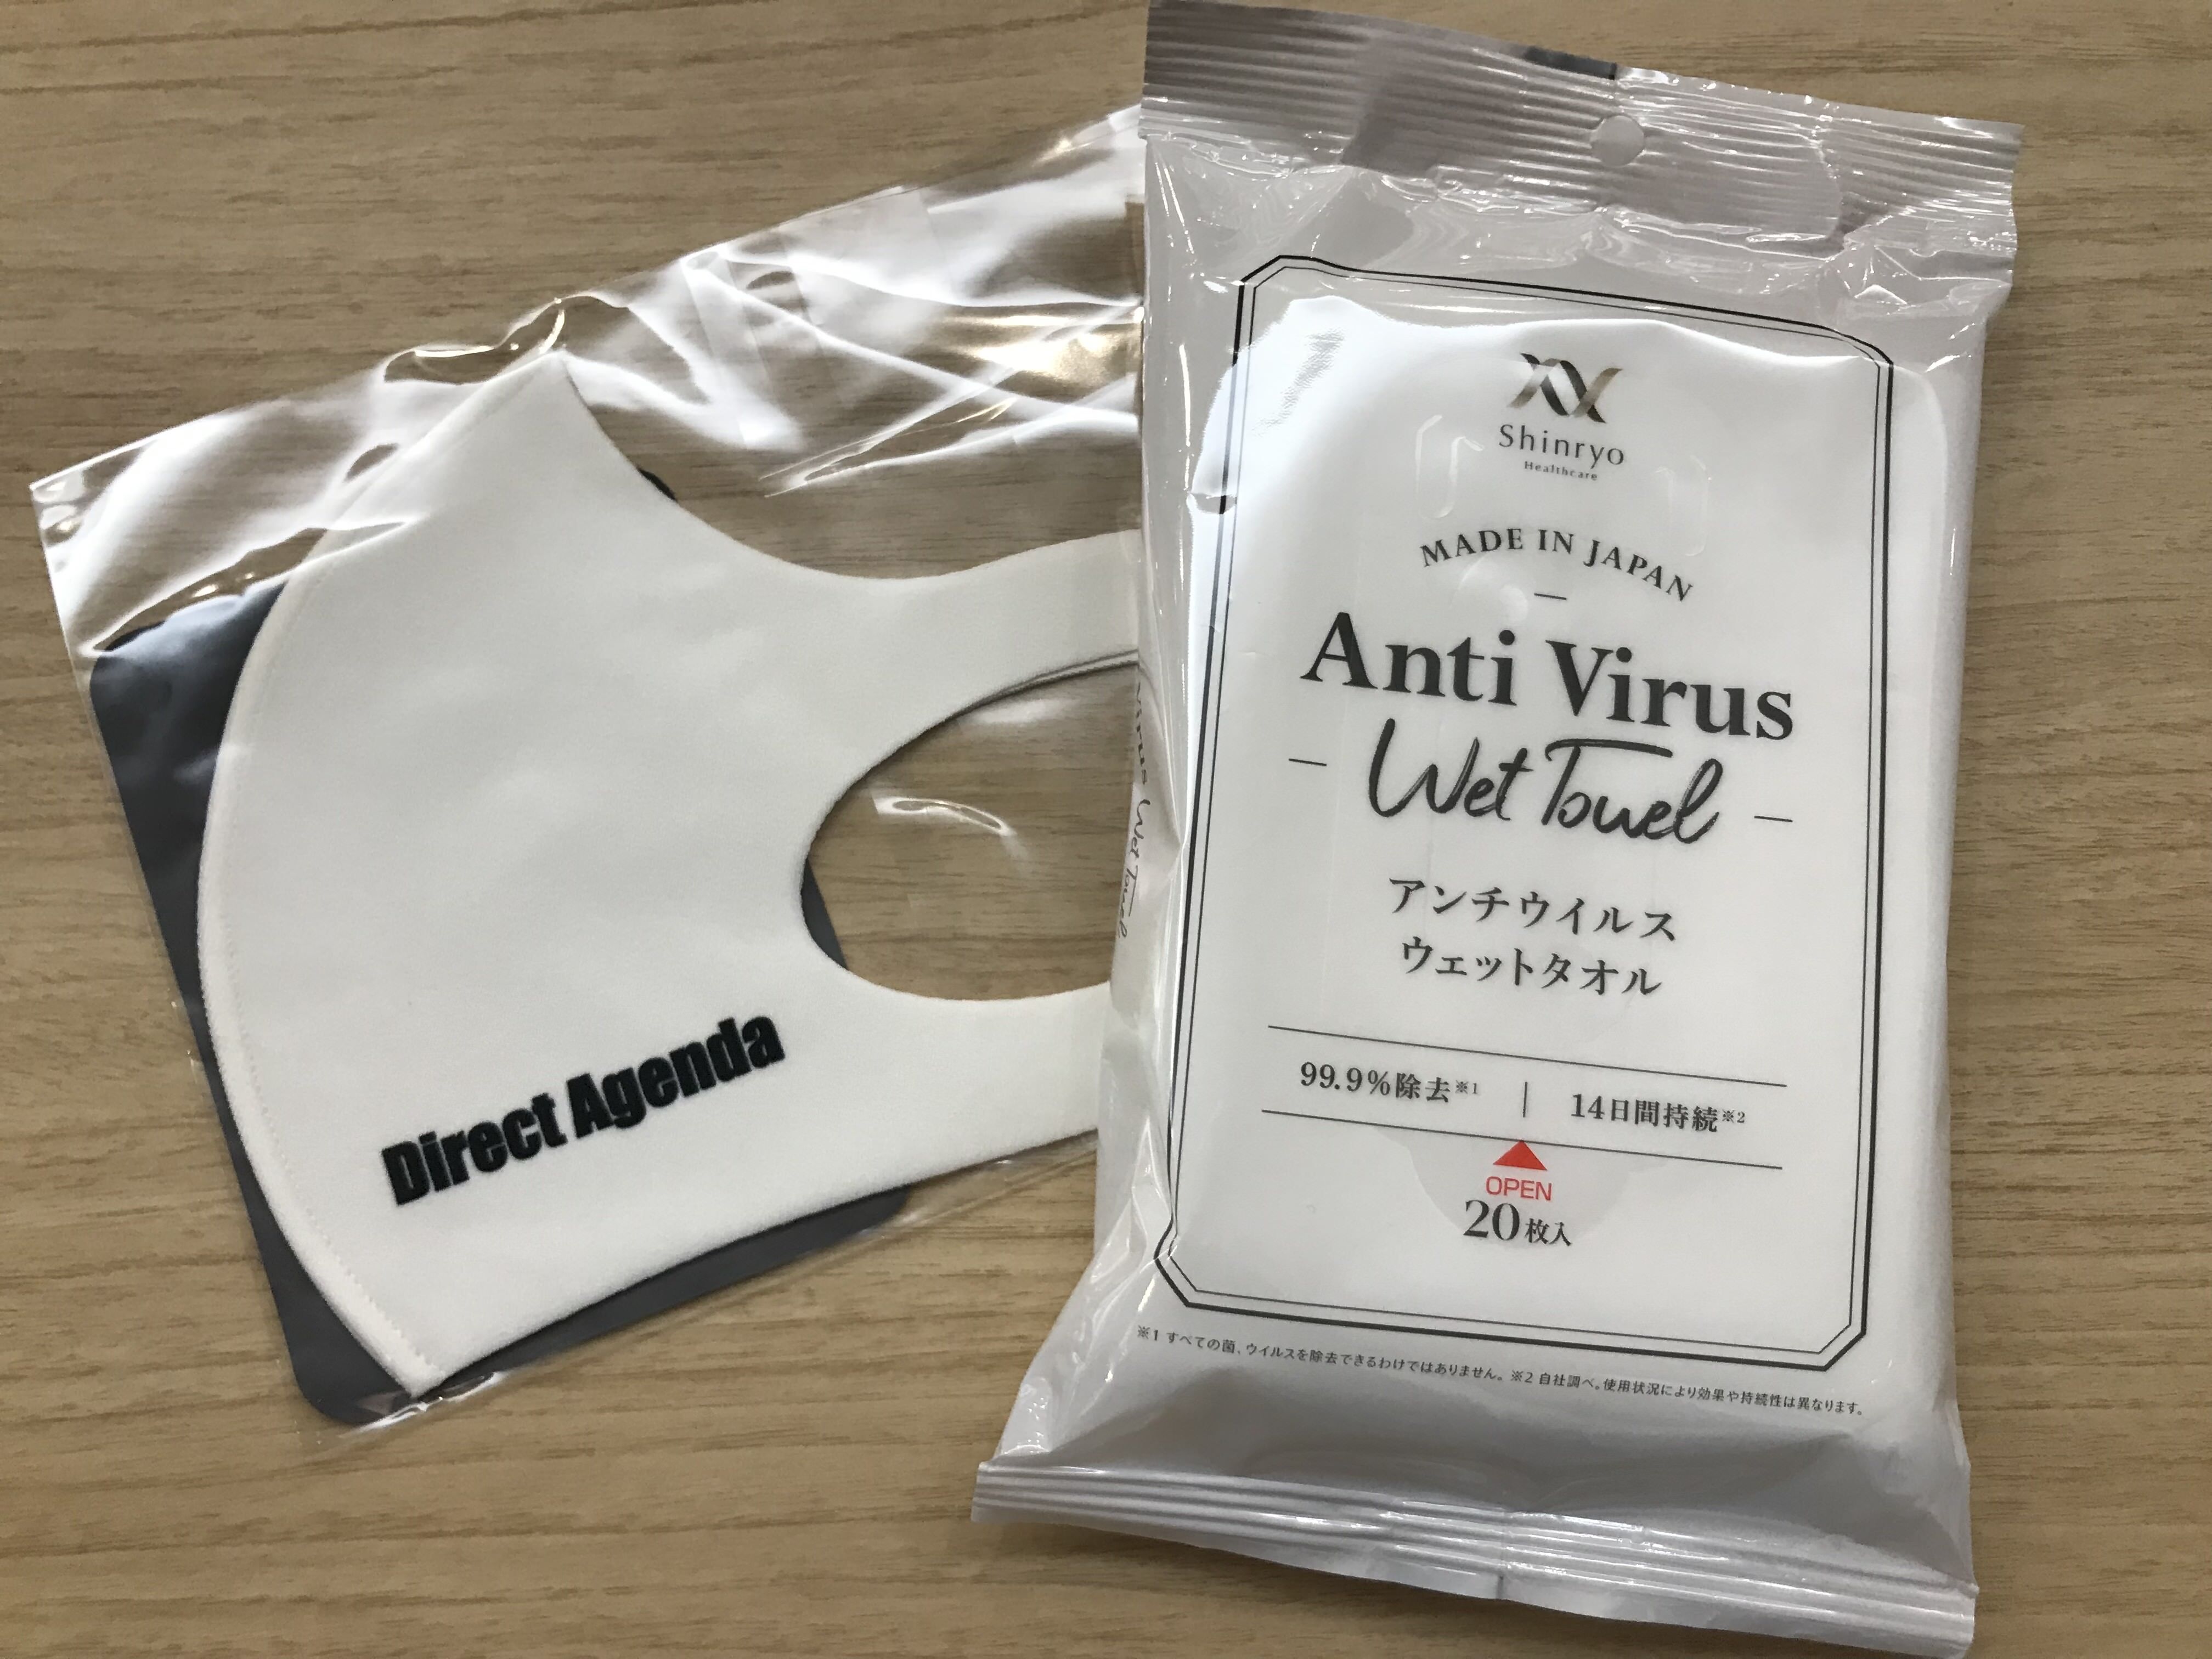 Direct Agenda
Shinryo
Healthcare
MADE IN JAPAN
Anti Virus
Wet Towel
アンチウイルス
ウェットタオル
99.9%除去※1 | 14日間持続※2
OPEN
20枚入
※1 すべての菌、ウイルスを除去できるわけではありません。※2 自社調べ。使用状況により効果や持続性は異なります。
Virus Wet Towel